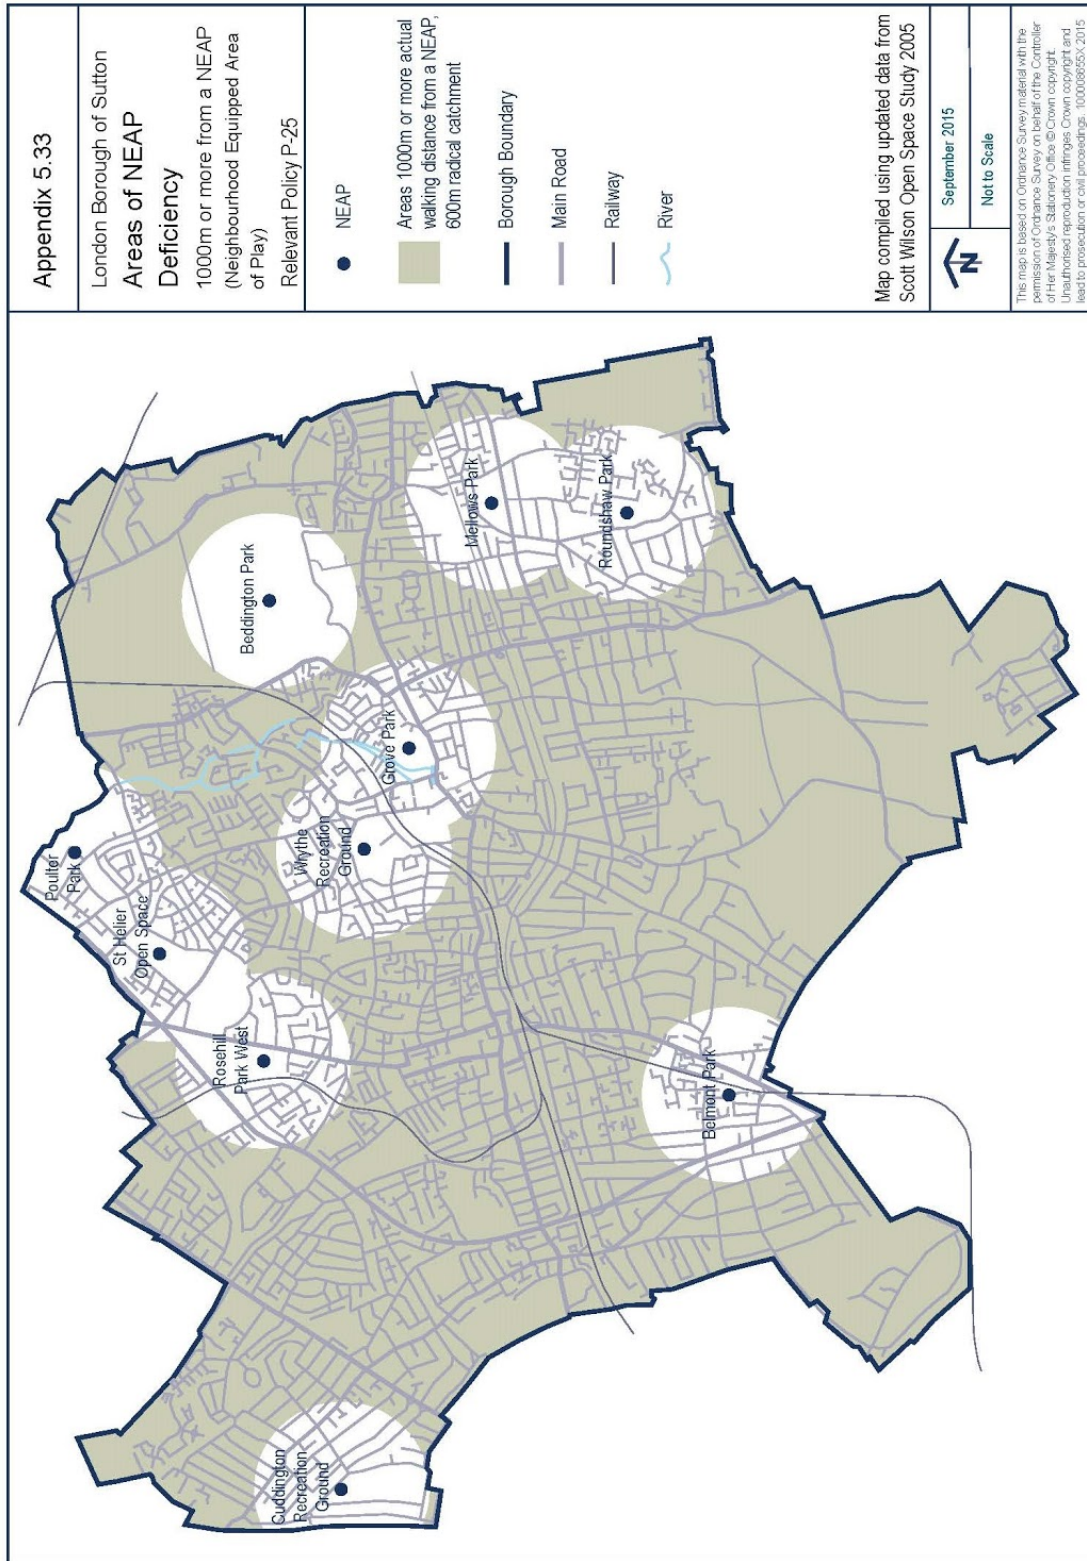 Appendix 5.33
London Borough of Sutton
Areas of NEAP
Deficiency
1000m or more from a NEAP
(Neighbourhood Equipped Area
of Play)
Relevant Policy P-25
NEAP
Areas 1000m or more actual
walking distance from a NEAP,
600m radical catchment
Borough Boundary
Main Road
Railway
River
Map compiled using updated data from
Scott Wilson Open Space Study 2005
N
September 2015
Not to Scale
This map is based on Ordnance Survey material with the
permission of Ordnance Survey on behalf of the Controller
of Her Majesty's Stationery Office © Crown copyright.
Unauthorised reproduction infringes Crown copyright and
lead to prosecution or civil proceedings. 100008655X 2015
Poulter
Park
St Helier
Open Space
Rosehill
Park West
Beddington Park
Wrythe
Recreation
Ground
Grove Park
Cuddington
Recreation
Ground
Mellows Park
Roundshaw Park
Belmont Park